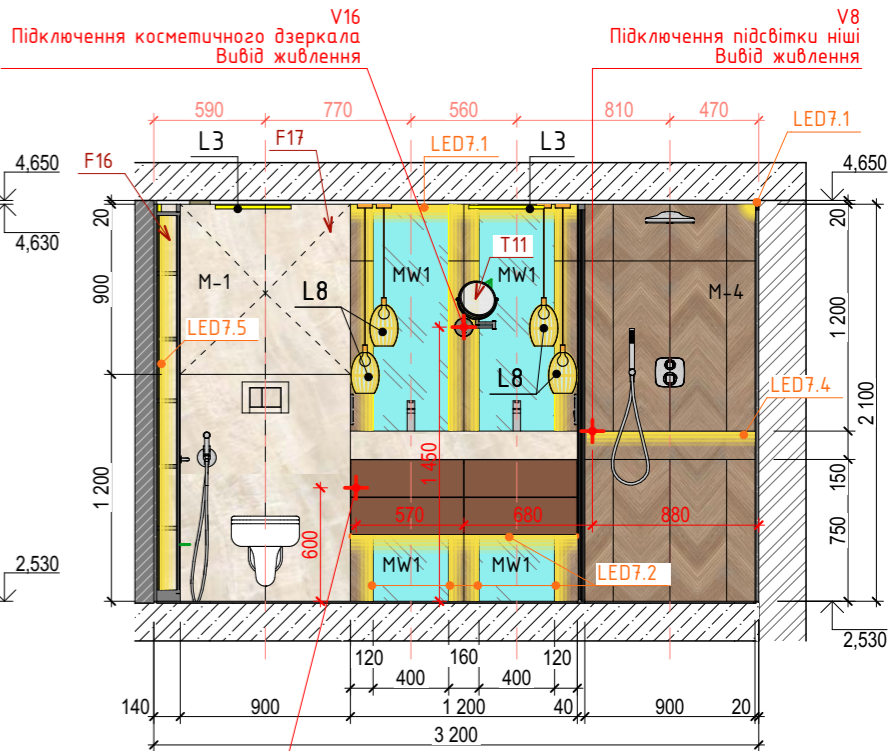 V16
Підключення косметичного дзеркала
Вивід живлення
V8
Підключення підсвітки ніші
Вивід живлення
590 770 560 810 470
LED7.1
F16 L3 F17 LED7.1 L3
4,650 4,650
20 20
4,630
T11
M-1 MW1 MW1 M-4
L8
900 1 200
LED7.5
L8 LED7.4
2 100
1 450
1 200 150
570 680 880
600 750
MW1 MW1 LED7.2
2,530
2,530
120 160 120
400 400
140 900 1 200 40 900 20
3 200